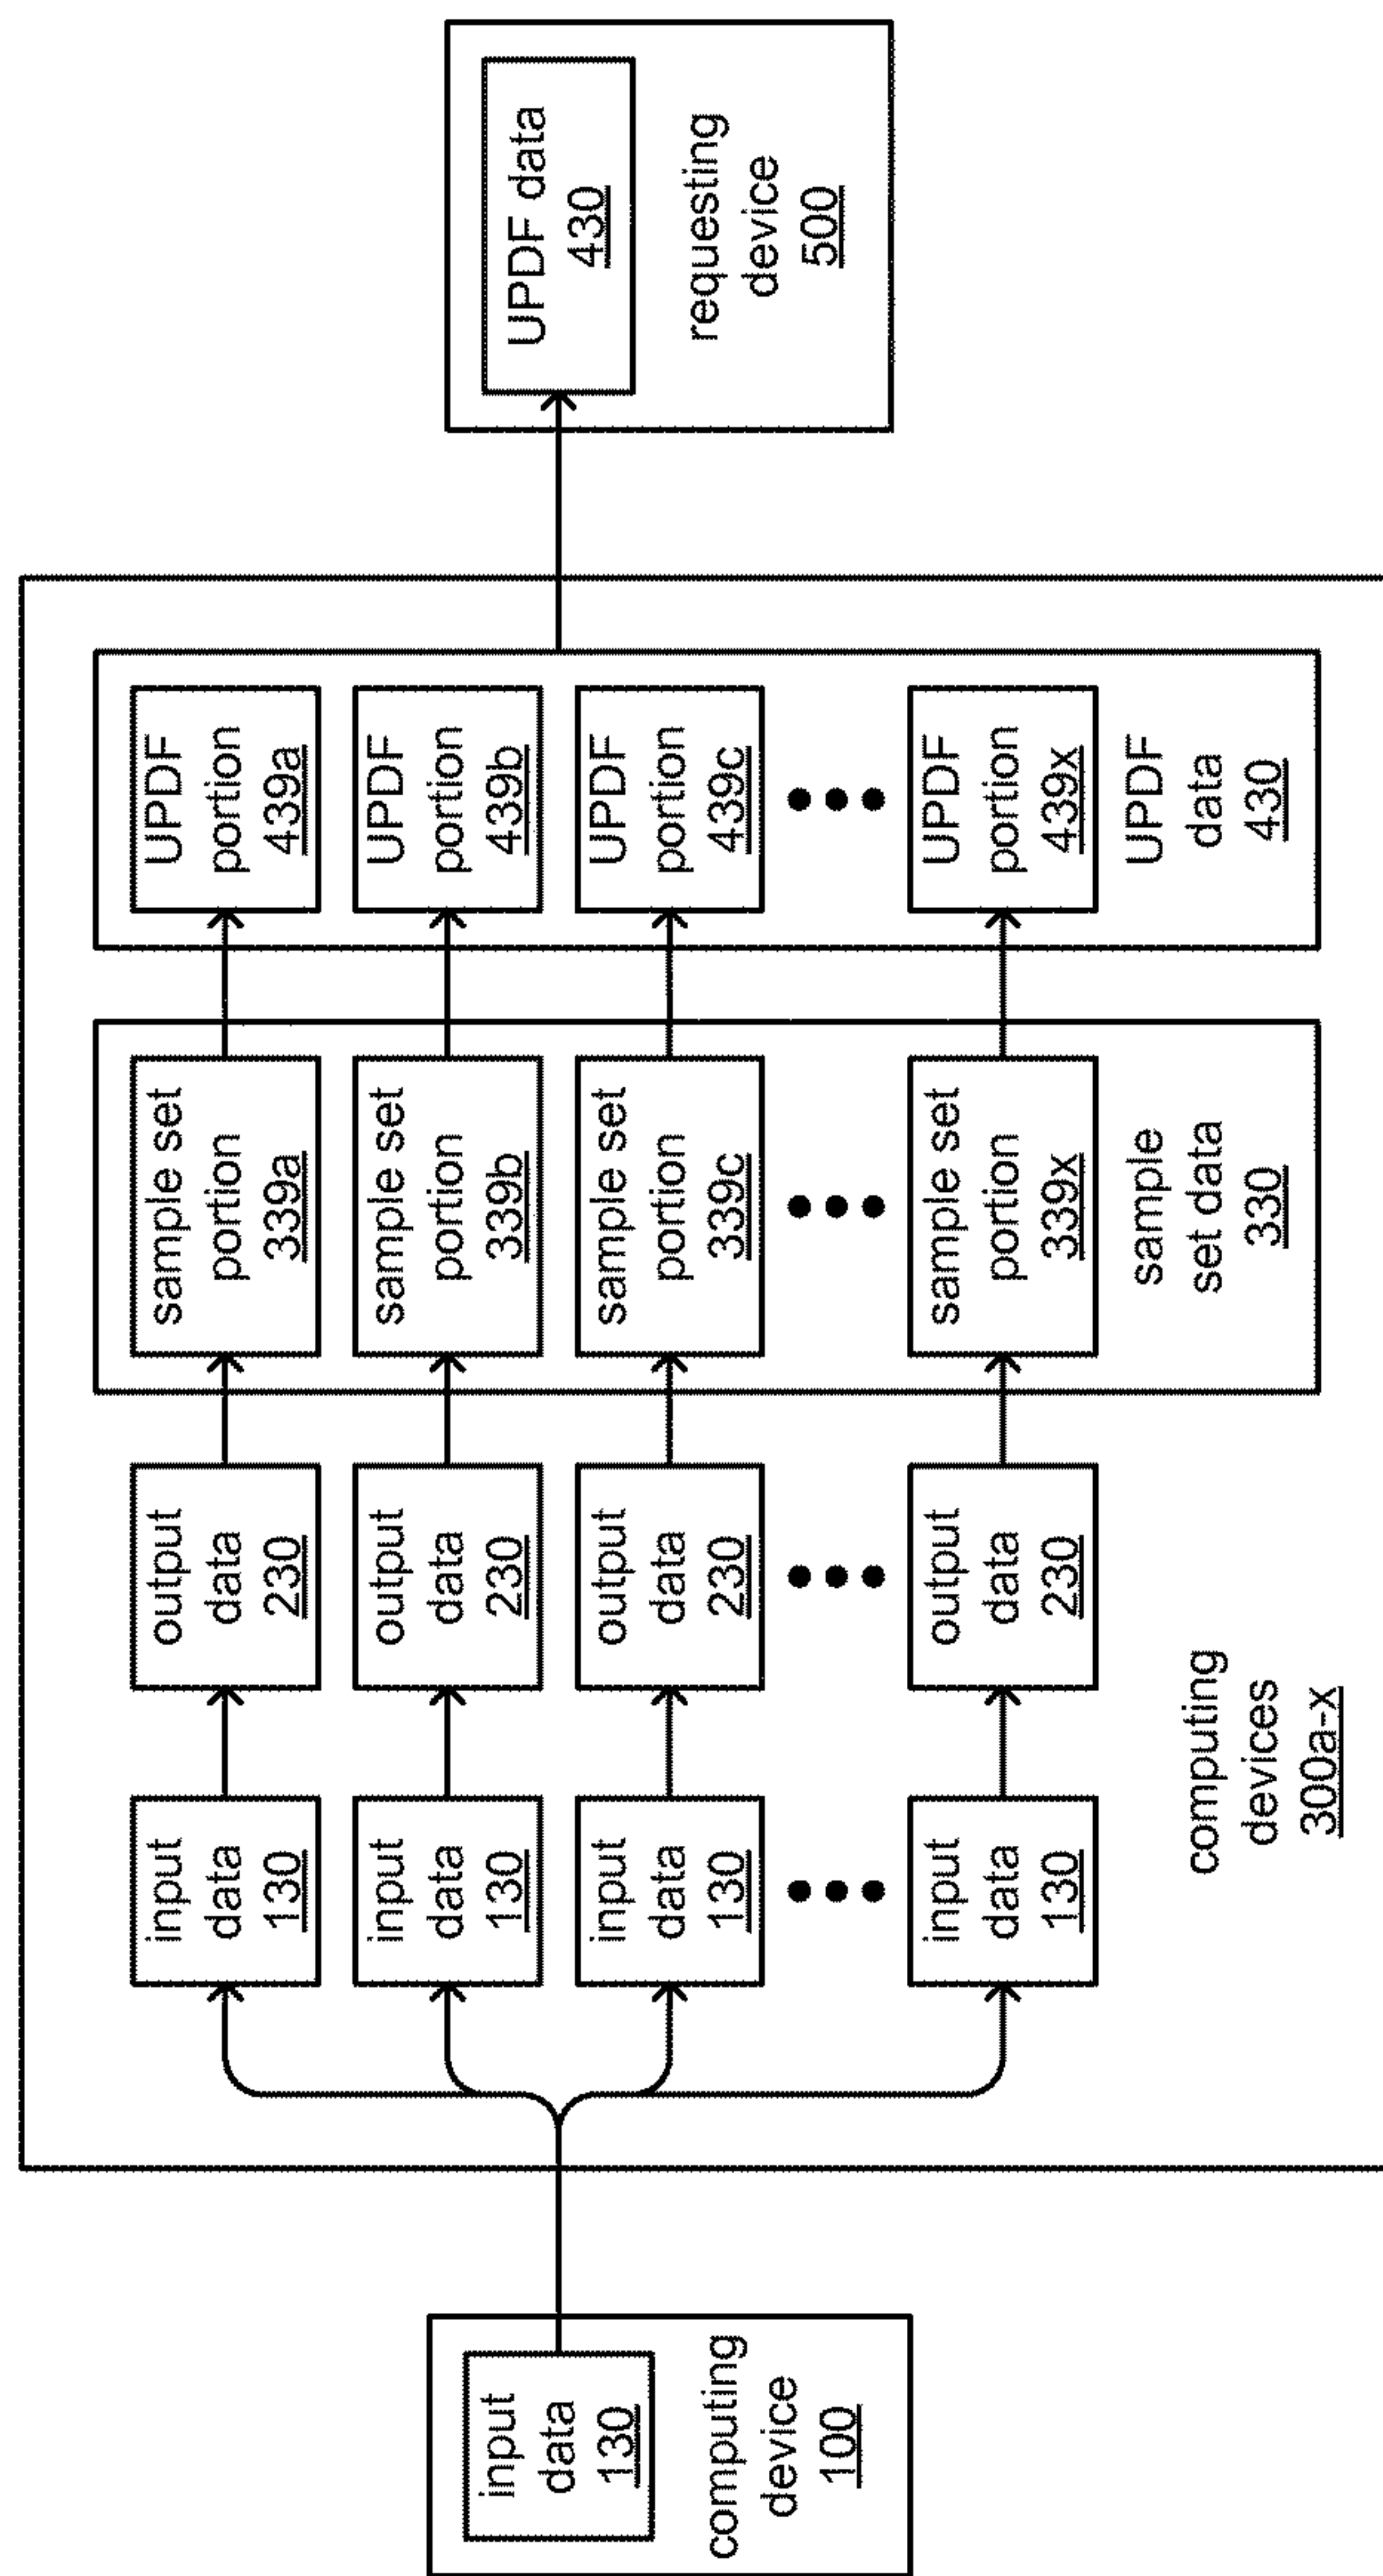 input
data
130
computing
device
100
input
data
130
output
data
230
sample set
portion
339a
UPDF
portion
439a
input
data
130
output
data
230
sample set
portion
339b
UPDF
portion
439b
input
data
130
output
data
230
sample set
portion
339c
UPDF
portion
439c
input
data
130
output
data
230
sample set
portion
339x
UPDF
portion
439x
sample
set data
330
UPDF
data
430
computing
devices
300a-x
UPDF data
430
requesting
device
500